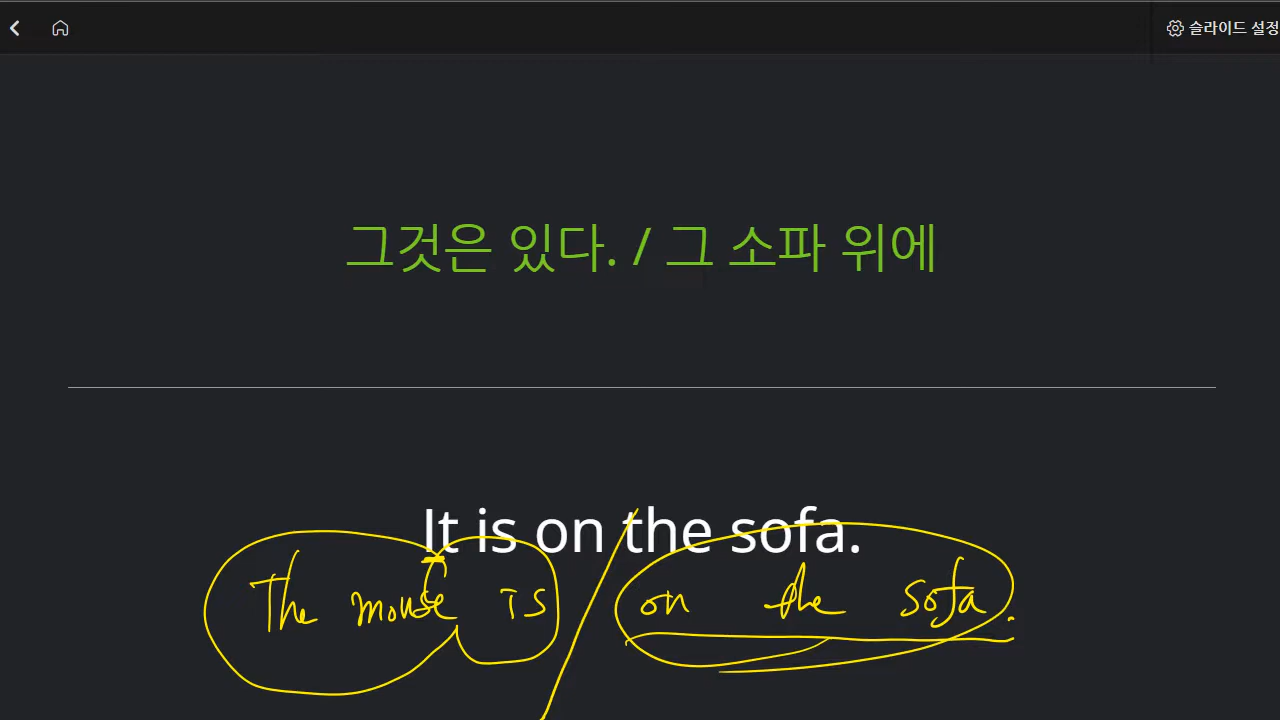 슬라이드 설정
그것은 있다. / 그 소파 위에
It is on the sofa.
The mouse is / on the sofa.